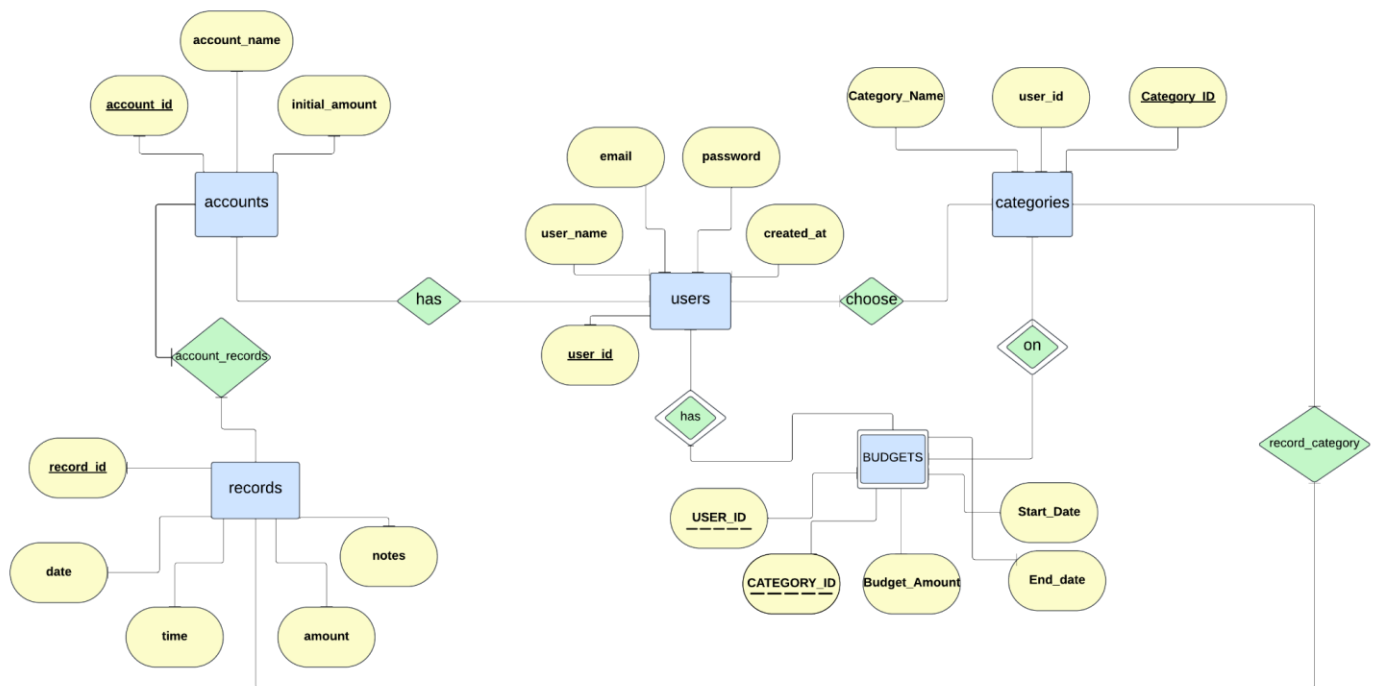 account_name
account_id
initial_amount
accounts
Category_Name
user_id
Category_ID
categories
email
password
user_name
created_at
users
user_id
has
choose
account_records
on
has
record_category
record_id
records
date
time
amount
notes
BUDGETS
USER_ID
CATEGORY_ID
Budget_Amount
Start_Date
End_date